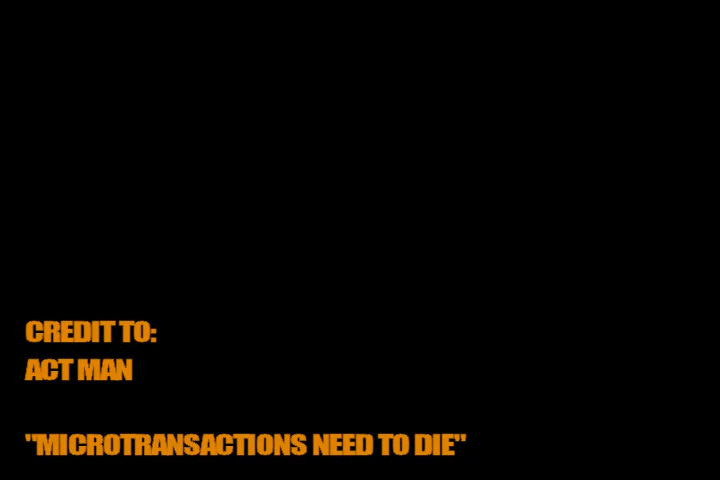 CREDIT TO:
ACT MAN
"MICROTRANSACTIONS NEED TO DIE"